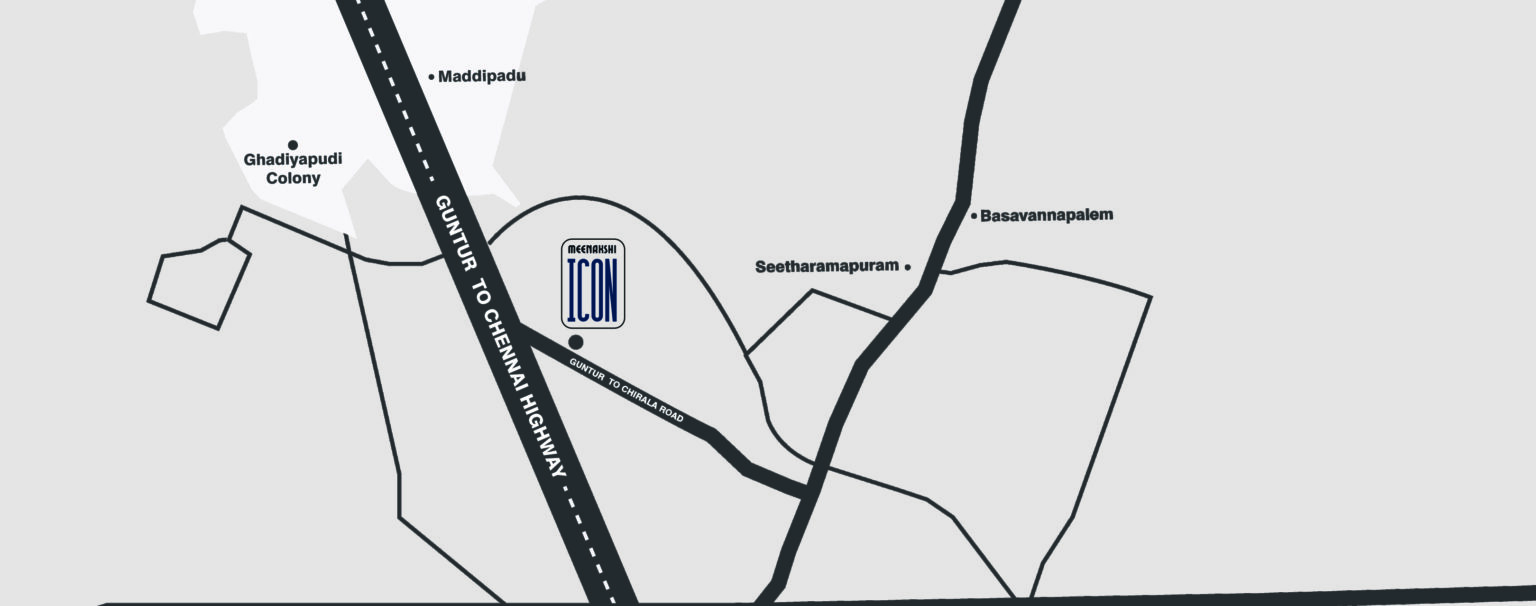 Maddipadu
Ghadiyapudi
Colony
GUNTUR TO CHENNAI HIGHWAY
Basavannapalem
MEENAKSHI
ICON
Seetharamapuram
GUNTUR TO CHIRALA ROAD